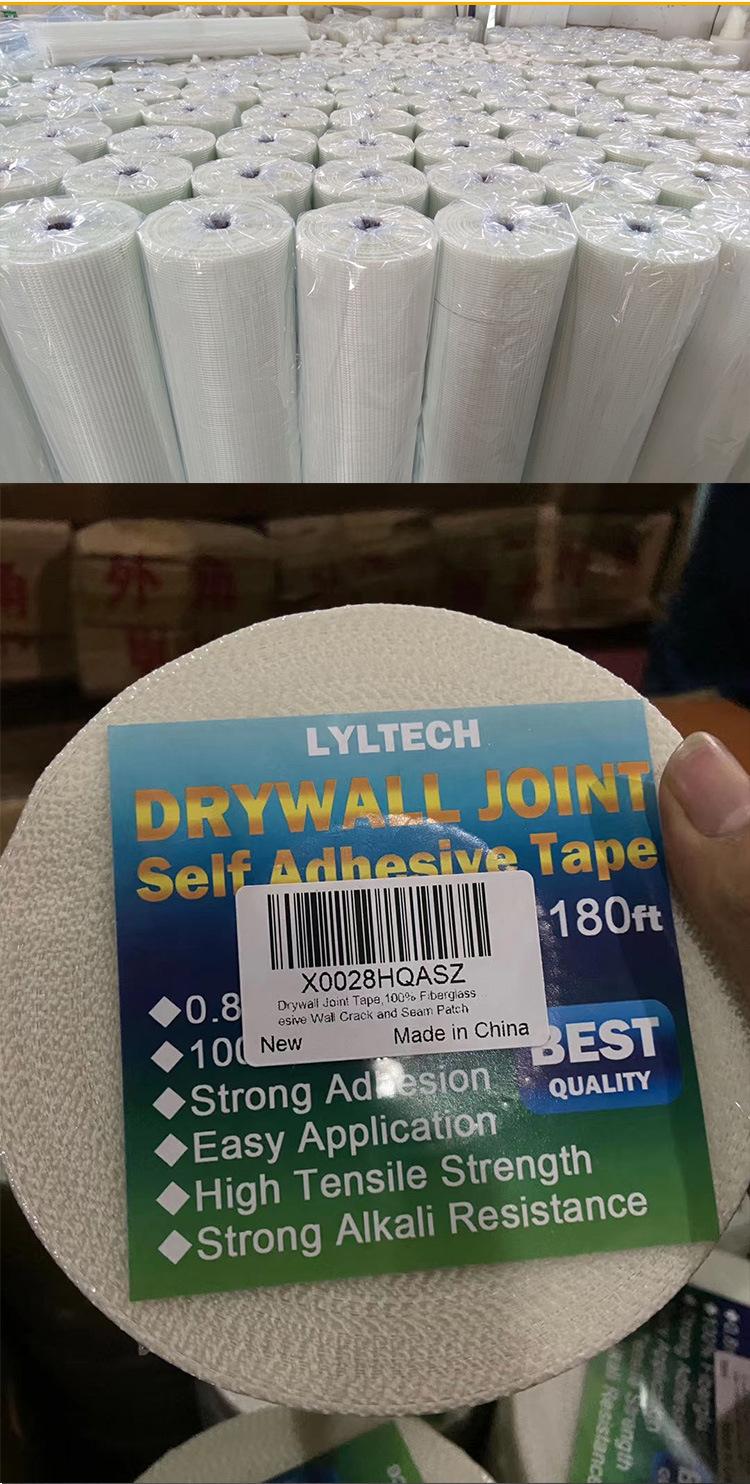 外
LYLTECH
DRYWALL JOINT
Self Adhesive Tape
180ft
X0028HQASZ
Drywall Joint Tape,100% Fiberglass
esive Wall Crack and Seam Patch
New Made in China
◆0.8
◆100
BEST
QUALITY
◆Strong Adhesion
◆Easy Application
◆High Tensile Strength
◆Strong Alkali Resistance